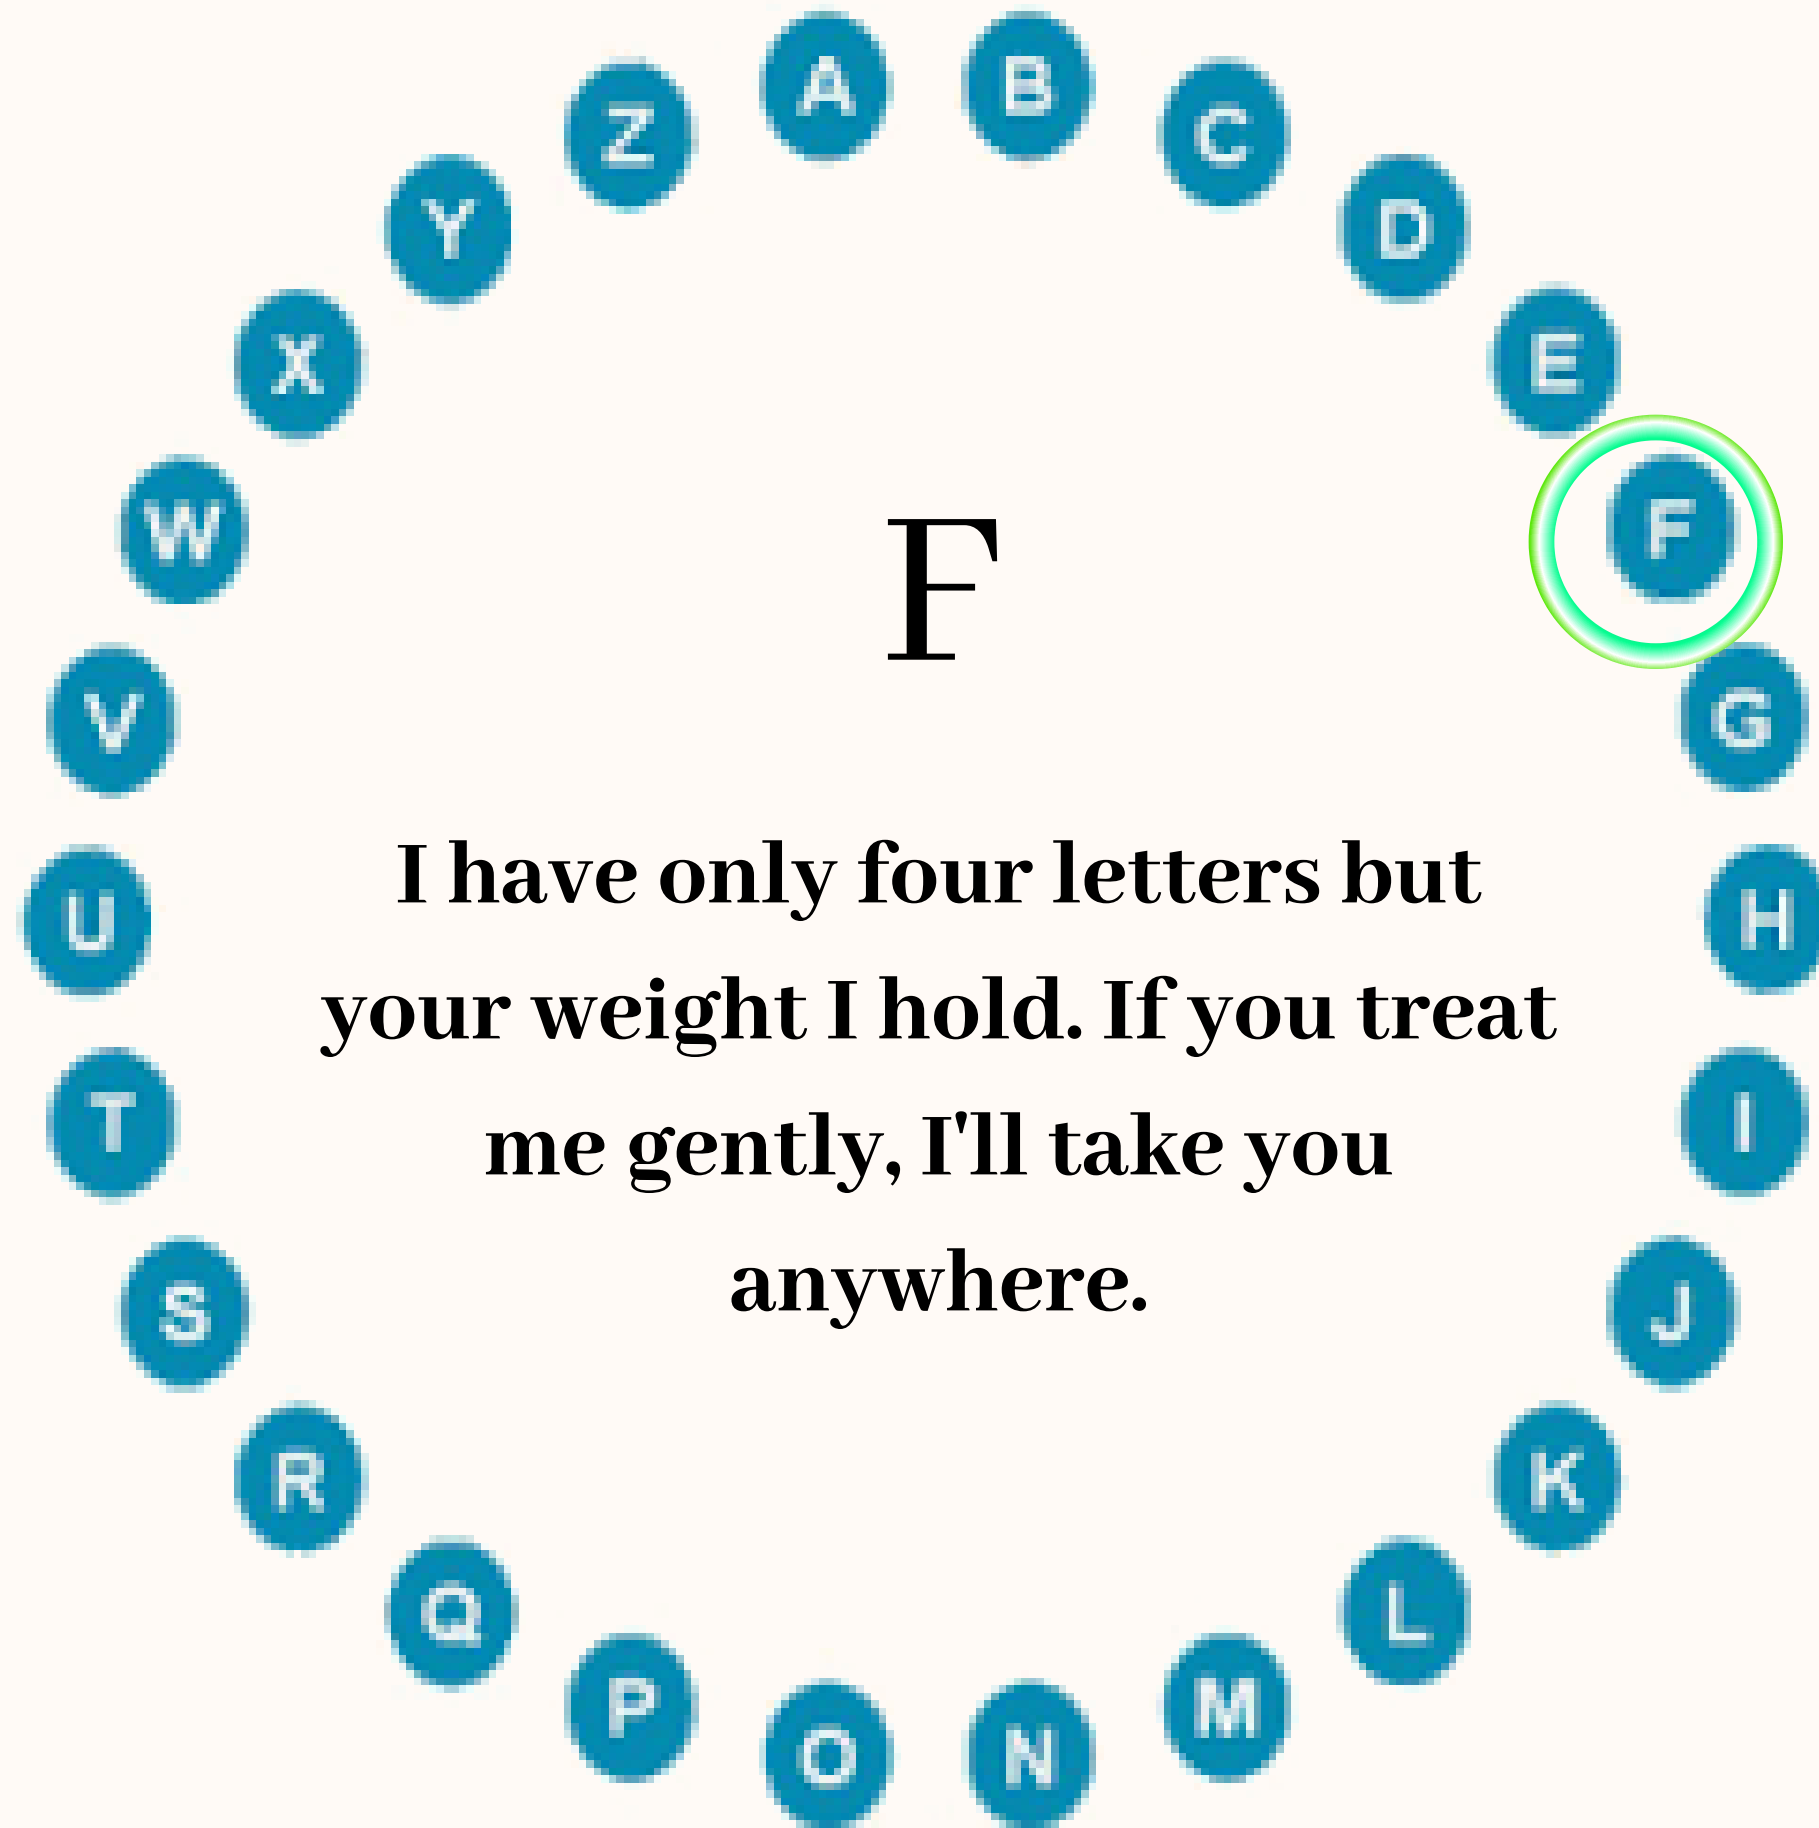 A
B
C
D
E
F
G
H
I
J
K
L
M
N
O
P
Q
R
S
T
U
V
W
X
Y
Z
F
I have only four letters but
your weight I hold. If you treat
me gently, I'll take you
anywhere.